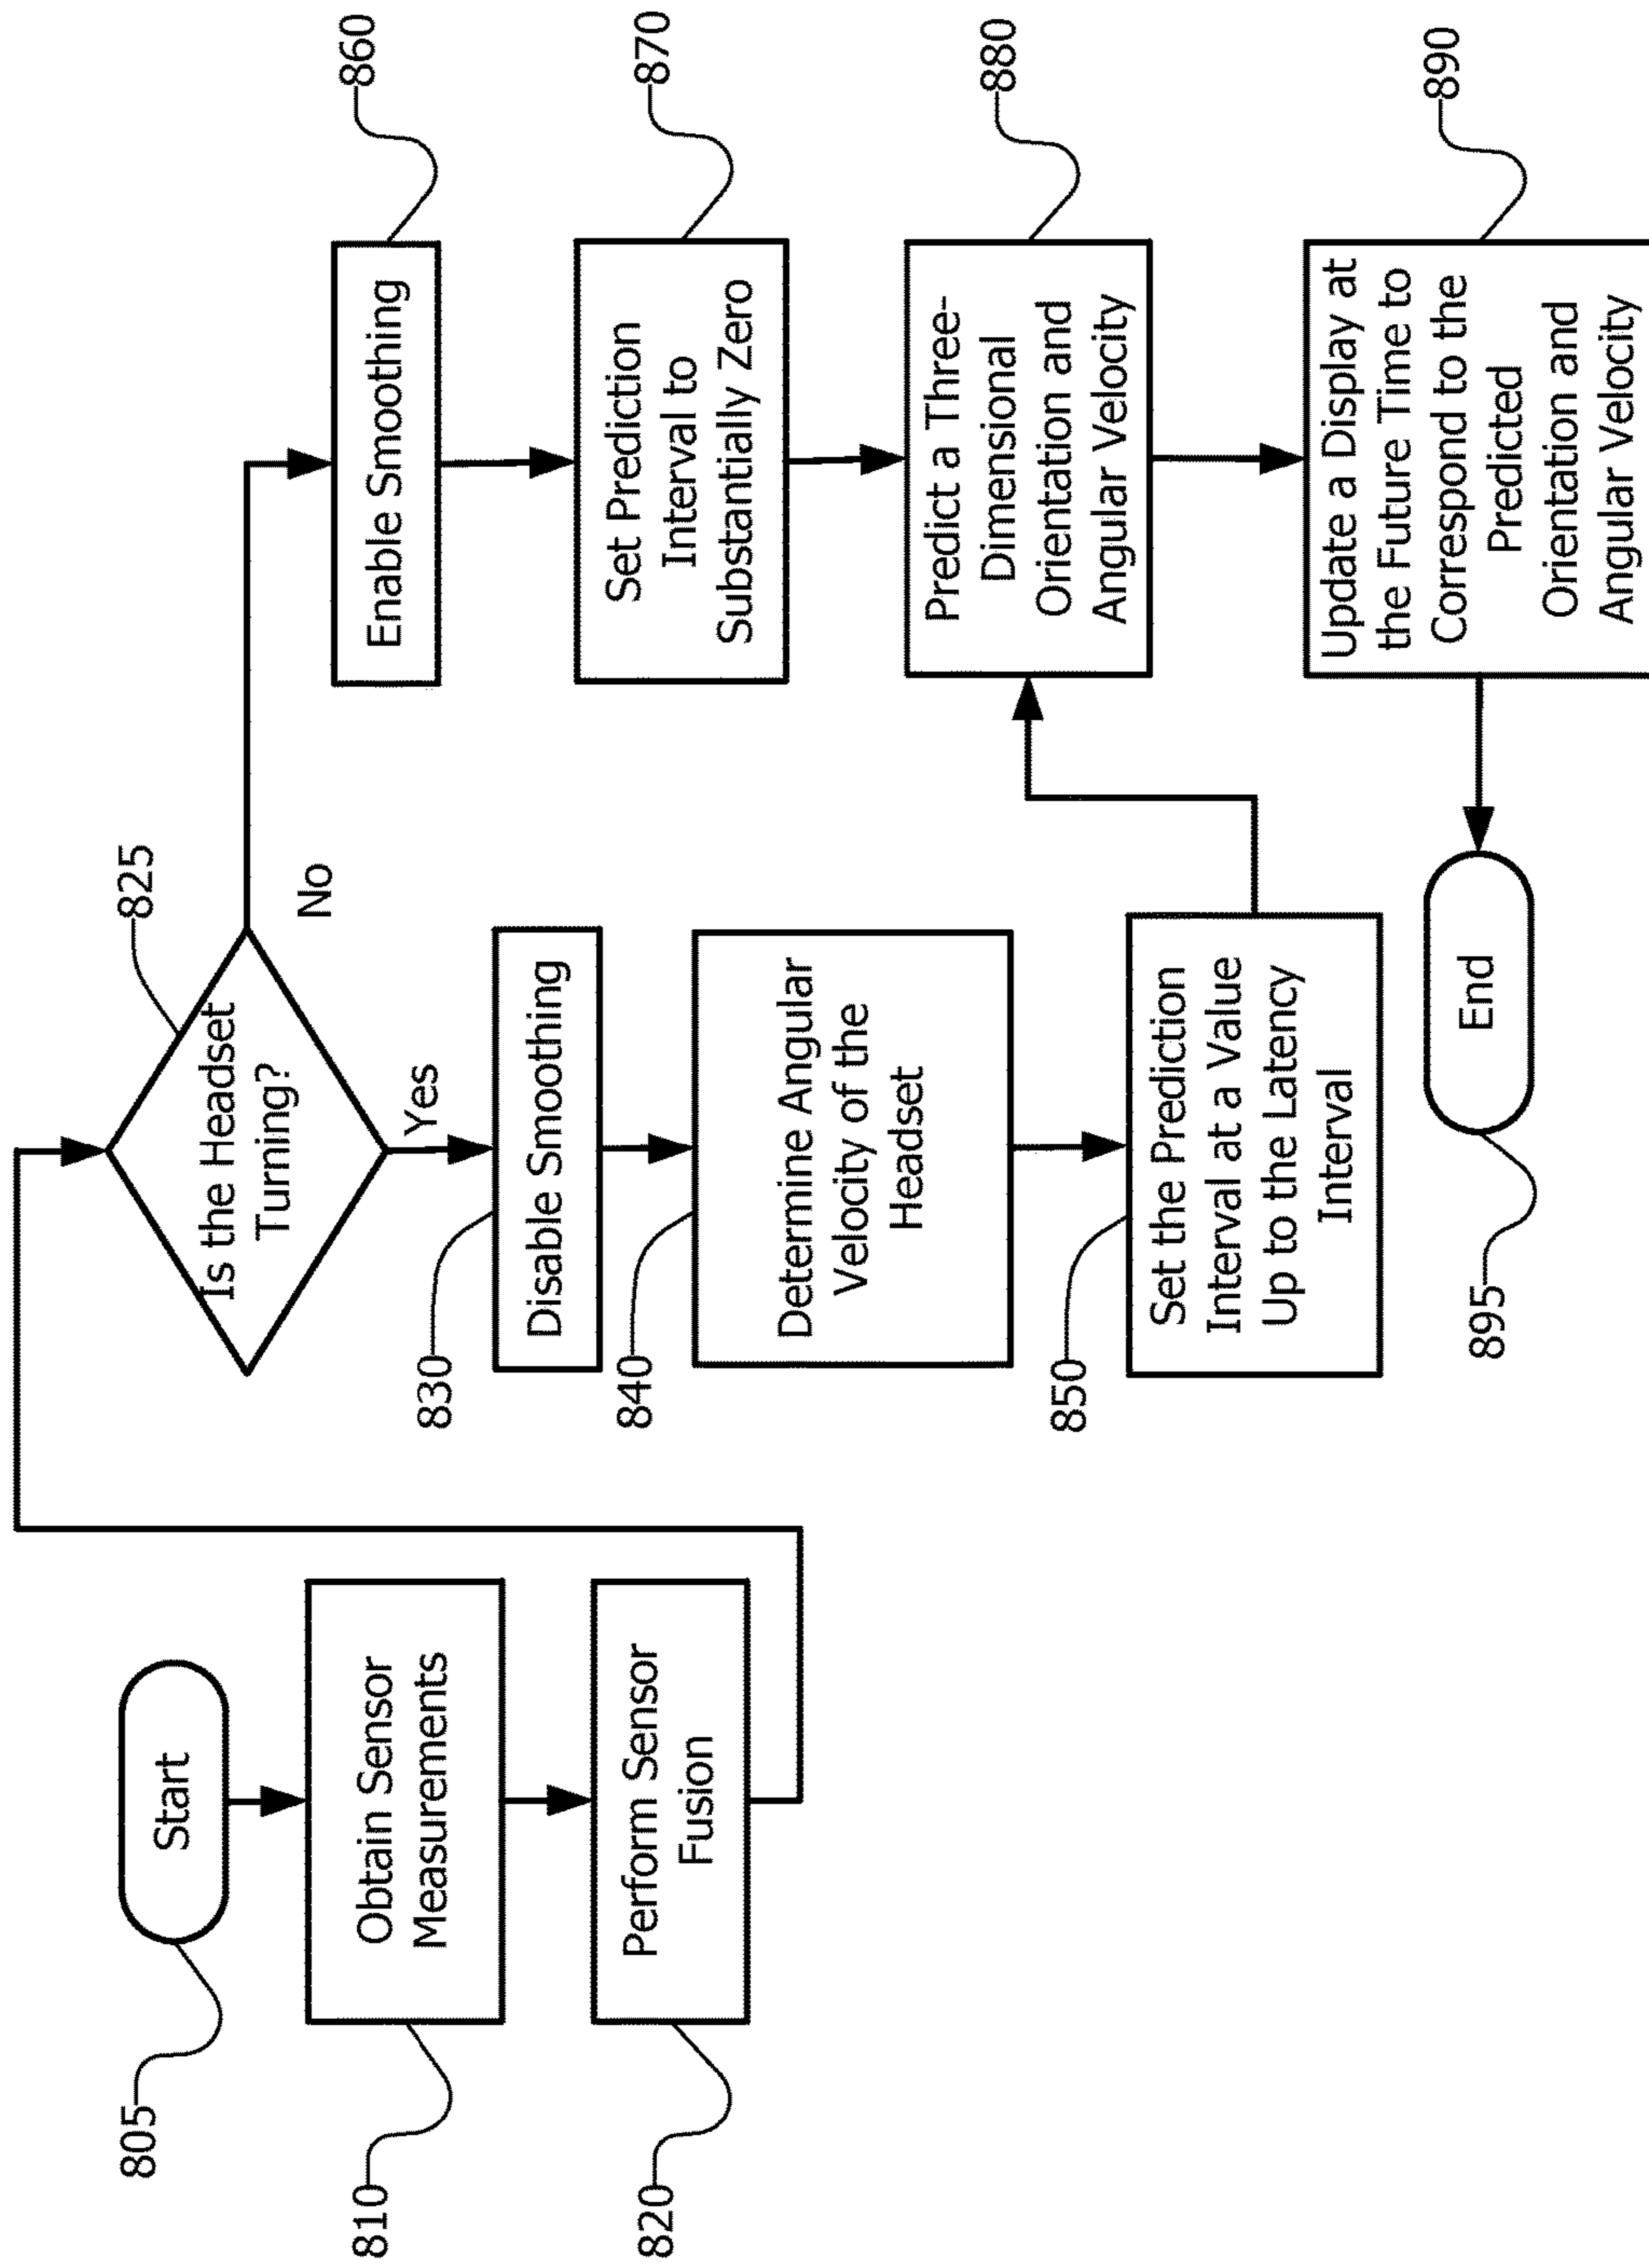 Start
805
Obtain Sensor
Measurements
810
Perform Sensor
Fusion
820
Is the Headset
Turning?
825
Yes
No
Disable Smoothing
830
Determine Angular
Velocity of the
Headset
840
Set the Prediction
Interval at a Value
Up to the Latency
Interval
850
Enable Smoothing
860
Set Prediction
Interval to
Substantially Zero
870
Predict a Three-
Dimensional
Orientation and
Angular Velocity
880
Update a Display at
the Future Time to
Correspond to the
Predicted
Orientation and
Angular Velocity
890
End
895